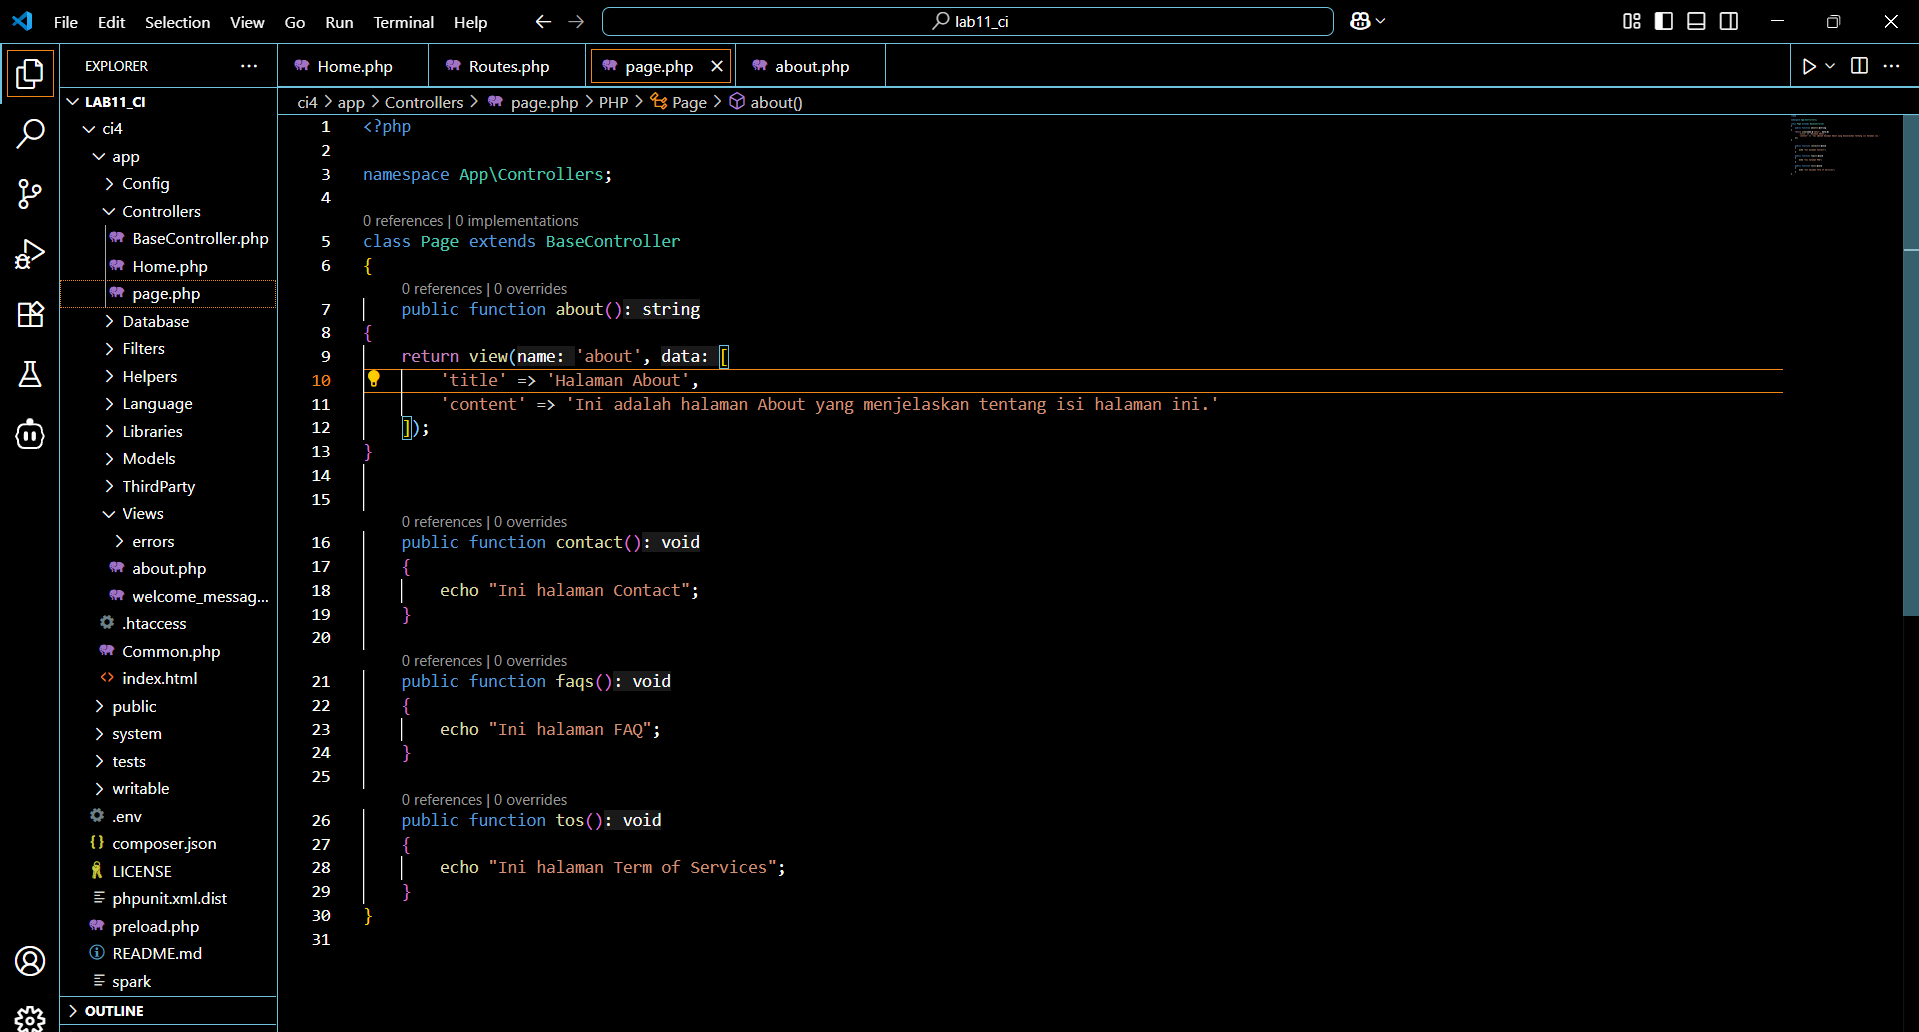 File Edit Selection View Go Run Terminal Help
lab11_ci
EXPLORER
Home.php
Routes.php
page.php
about.php
ci4 > app > Controllers > page.php > PHP > Page > about()
LAB11_CI
ci4
app
Config
Controllers
BaseController.php
Home.php
page.php
Database
Filters
Helpers
Language
Libraries
Models
ThirdParty
Views
errors
about.php
welcome_messag...
.htaccess
Common.php
index.html
public
system
tests
writable
.env
composer.json
LICENSE
phpunit.xml.dist
preload.php
README.md
spark
OUTLINE
1 <?php
2
3 namespace App\Controllers;
4
0 references | 0 implementations
5 class Page extends BaseController
6 {
0 references | 0 overrides
7 public function about(): string
8 {
9 return view(name: 'about', data: [
10 'title' => 'Halaman About',
11 'content' => 'Ini adalah halaman About yang menjelaskan tentang isi halaman ini.'
12 ]);
13 }
14
15
0 references | 0 overrides
16 public function contact(): void
17 {
18 echo "Ini halaman Contact";
19 }
20
0 references | 0 overrides
21 public function faqs(): void
22 {
23 echo "Ini halaman FAQ";
24 }
25
0 references | 0 overrides
26 public function tos(): void
27 {
28 echo "Ini halaman Term of Services";
29 }
30 }
31